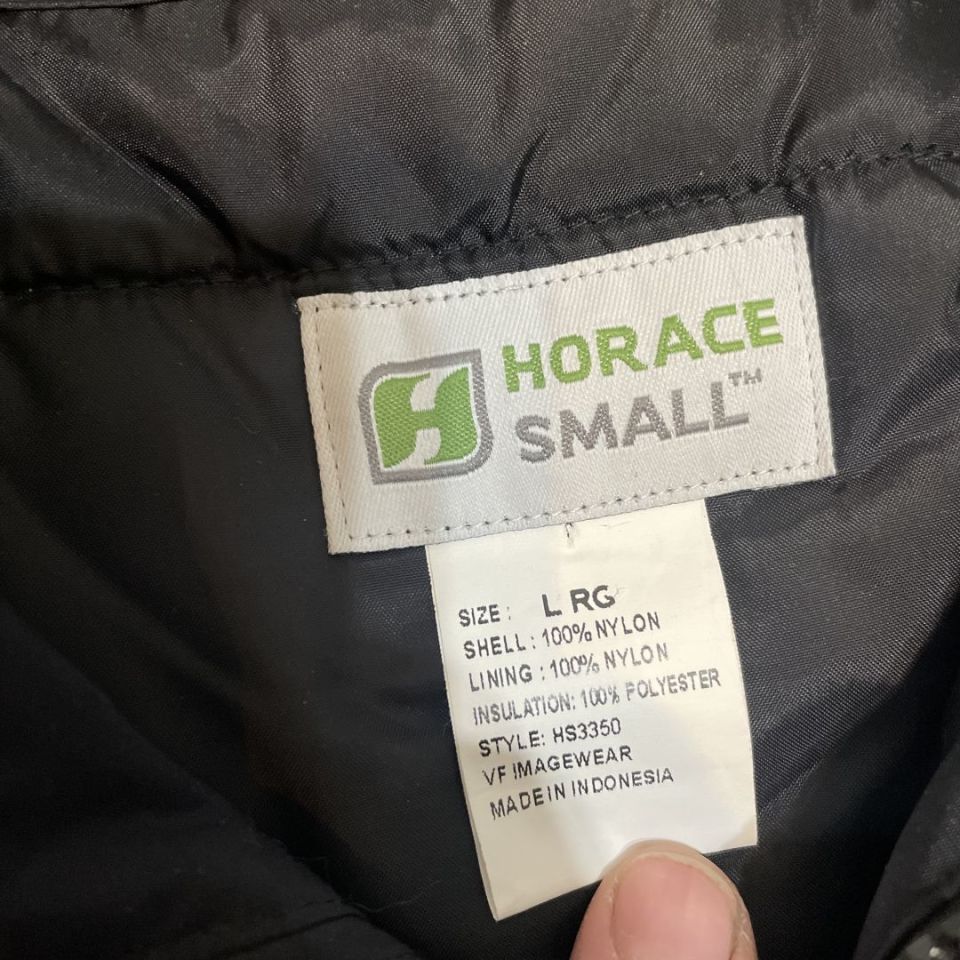 HORACE
SMALL™
SIZE: L RG
SHELL: 100% NYLON
LINING: 100% NYLON
INSULATION: 100% POLYESTER
STYLE: HS3350
VF IMAGEWEAR
MADE IN INDONESIA